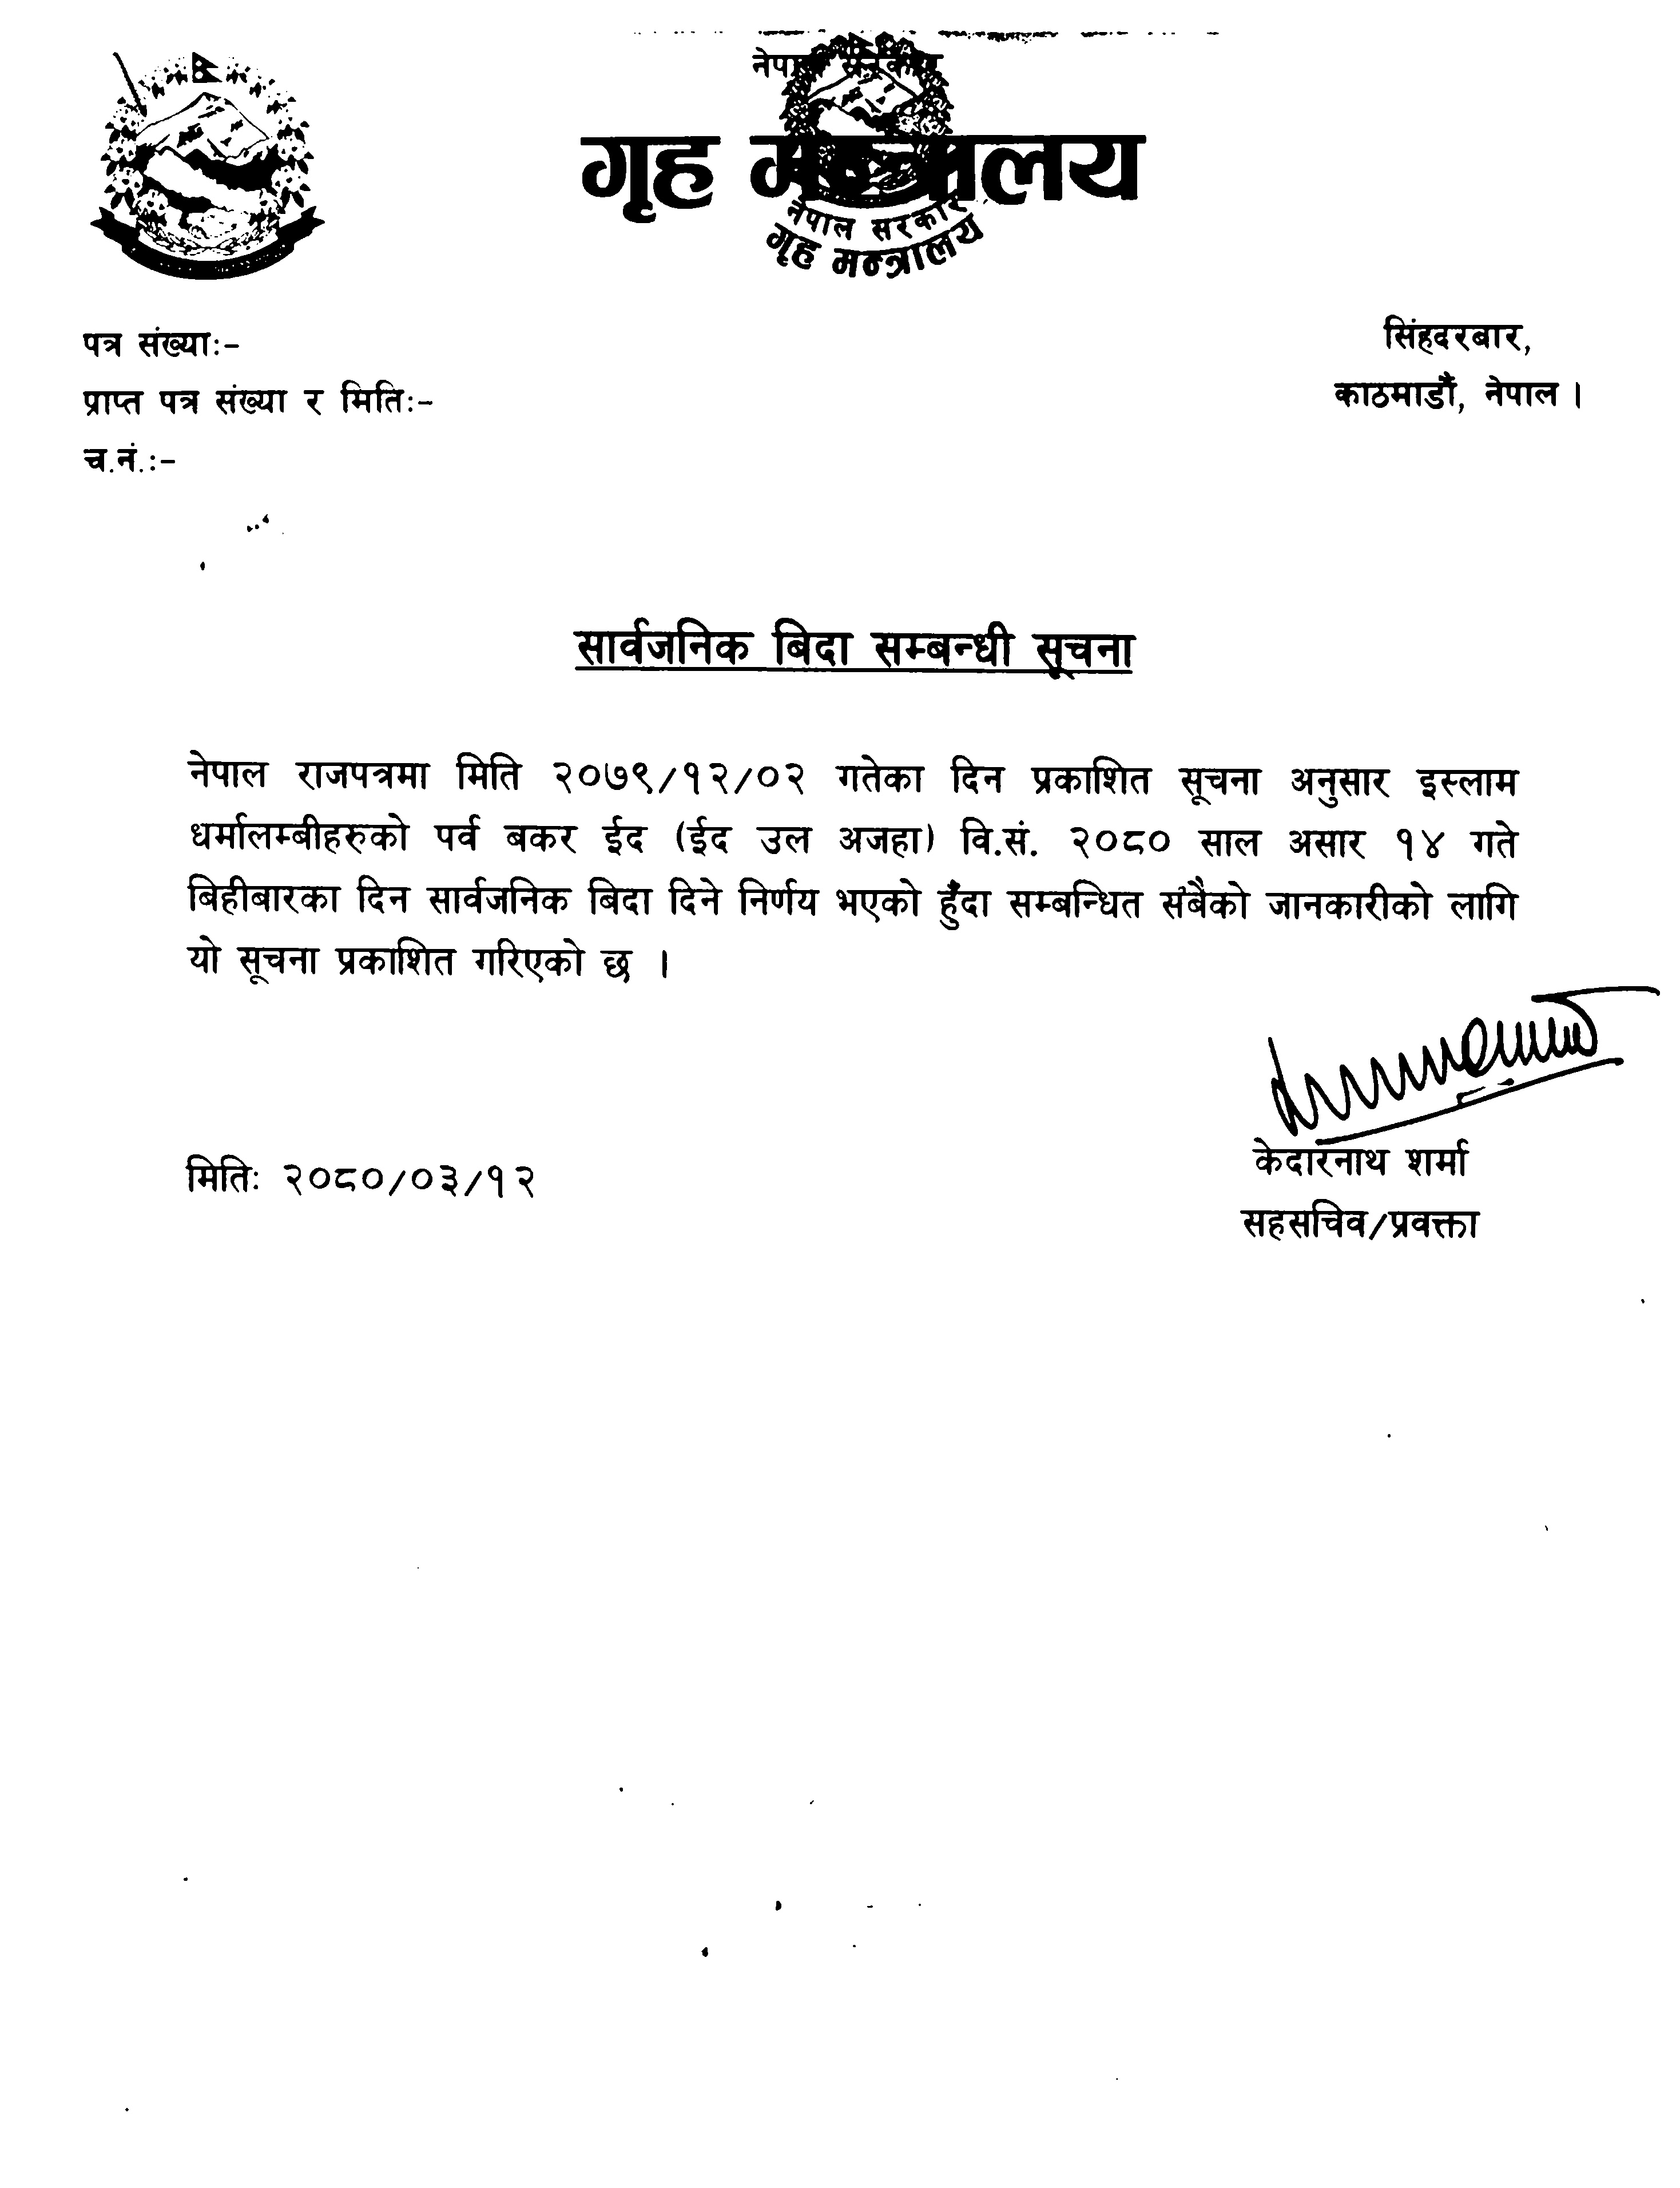 नेपाल सरकार
गृह मन्त्रालय
नेपाल सरकार
गृह मन्त्रालय
सिंहदरबार,
काठमाडौं, नेपाल ।
पत्र संख्याः-
प्राप्त पत्र संख्या र मितिः-
च.नं.:-
सार्वजनिक बिदा सम्बन्धी सूचना
नेपाल राजपत्रमा मिति २०७९/१२/०२ गतेका दिन प्रकाशित सूचना अनुसार इस्लाम
धर्मालम्बीहरुको पर्व बकर ईद (ईद उल अजहा) वि.सं. २०८० साल असार १४ गते
बिहीबारका दिन सार्वजनिक बिदा दिने निर्णय भएको हुँदा सम्बन्धित संबैको जानकारीको लागि
यो सूचना प्रकाशित गरिएको छ ।
मितिः २०८०/०३/१२
केदारनाथ शर्मा
सहसचिव/प्रवक्ता